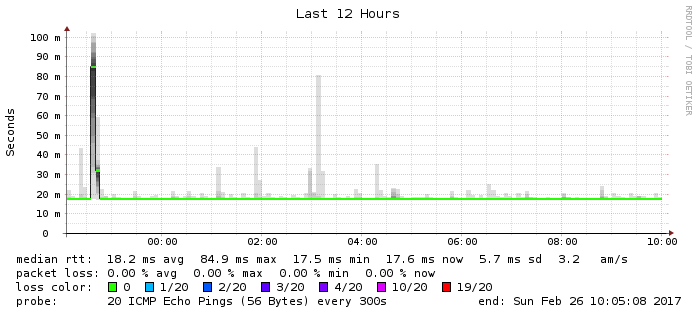 Last 12 Hours
RRDTOOL / TOBI OETIKER
Seconds
100 m
90 m
80 m
70 m
60 m
50 m
40 m
30 m
20 m
10 m
0
00:00 02:00 04:00 06:00 08:00 10:00
median rtt: 18.2 ms avg 84.9 ms max 17.5 ms min 17.6 ms now 5.7 ms sd 3.2 am/s
packet loss: 0.00 % avg 0.00 % max 0.00 % min 0.00 % now
loss color: 0 1/20 2/20 3/20 4/20 10/20 19/20
probe: 20 ICMP Echo Pings (56 Bytes) every 300s end: Sun Feb 26 10:05:08 2017